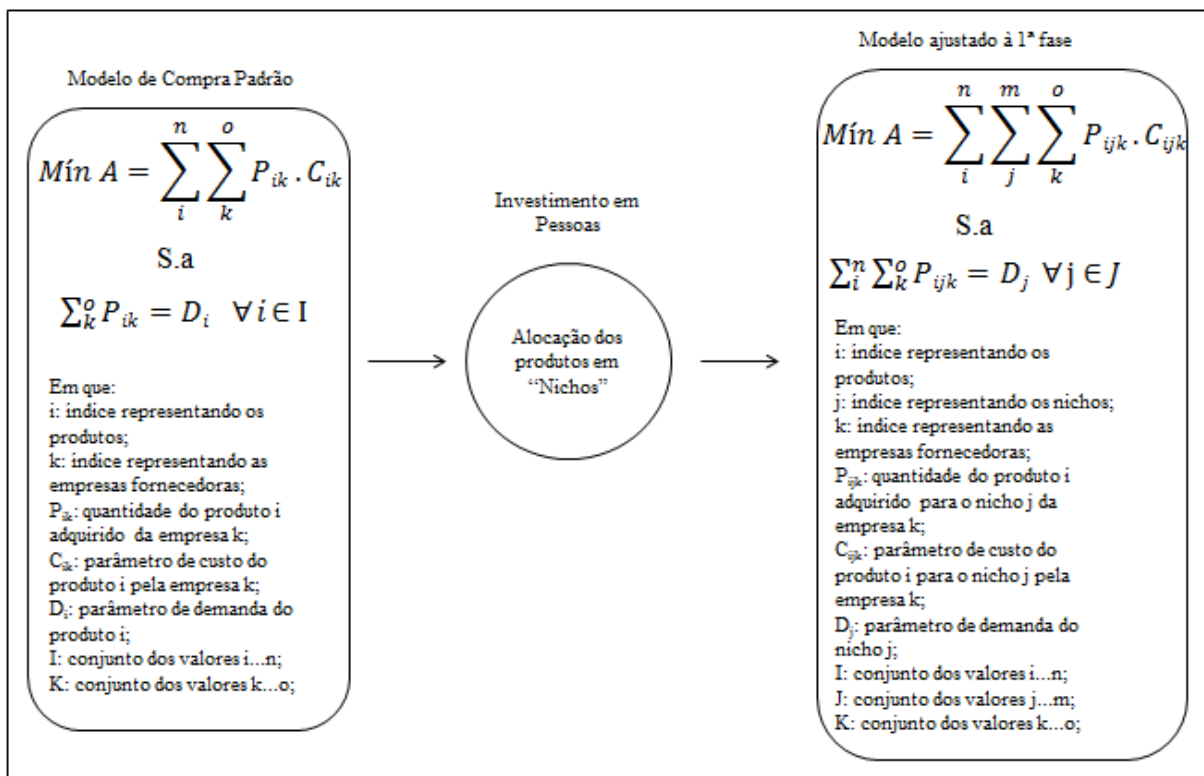 Modelo de Compra Padrão
Mín A = ∑_i^n ∑_k^o P_ik . C_ik
S.a
∑_k^o P_ik = D_i ∀ i ∈ I
Em que:
i: indice representando os
produtos;
k: indice representando as
empresas fornecedoras;
P_ik: quantidade do produto i
adquirido da empresa k;
C_ik: parâmetro de custo do
produto i pela empresa k;
D_i: parâmetro de demanda do
produto i;
I: conjunto dos valores i...n;
K: conjunto dos valores k...o;
Investimento em
Pessoas
Alocação dos
produtos em
“Nichos”
Modelo ajustado à 1ª fase
Mín A = ∑_i^n ∑_j^m ∑_k^o P_ijk . C_ijk
S.a
∑_i^n ∑_k^o P_ijk = D_j ∀ j ∈ J
Em que:
i: indice representando os
produtos;
j: indice representando os nichos;
k: indice representando as
empresas fornecedoras;
P_ijk: quantidade do produto i
adquirido para o nicho j da
empresa k;
C_ijk: parâmetro de custo do
produto i para o nicho j pela
empresa k;
D_j: parâmetro de demanda do
nicho j;
I: conjunto dos valores i...n;
J: conjunto dos valores j...m;
K: conjunto dos valores k...o;